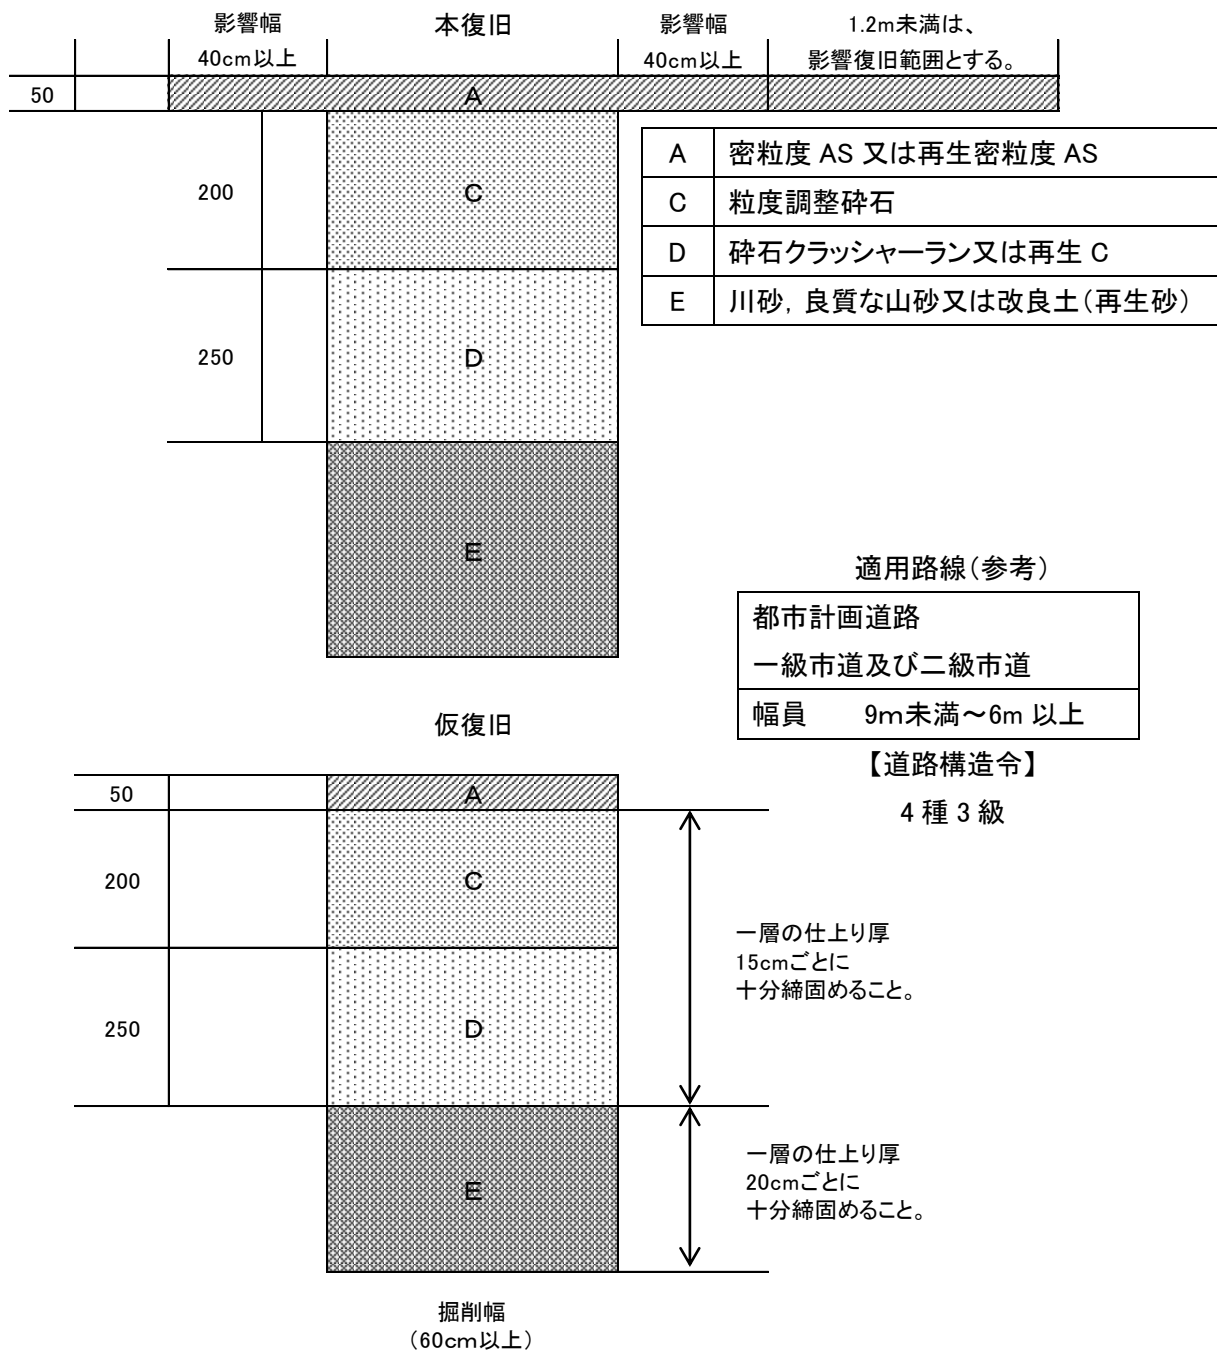 影響幅 本復旧 影響幅 1.2m未満は、
40cm以上 40cm以上 影響復旧範囲とする。
50 A
A 密粒度 AS 又は再生密粒度 AS
200 C
C 粒度調整砕石
D 砕石クラッシャーラン又は再生 C
E 川砂，良質な山砂又は改良土（再生砂）
250 D
E
適用路線（参考）
都市計画道路
一級市道及び二級市道
幅員 9m未満～6m 以上
【道路構造令】
4 種 3 級
仮復旧
50 A
200 C
一層の仕上り厚
15cmごとに
十分締固めること。
250 D
一層の仕上り厚
20cmごとに
十分締固めること。
E
掘削幅
（60cm以上）